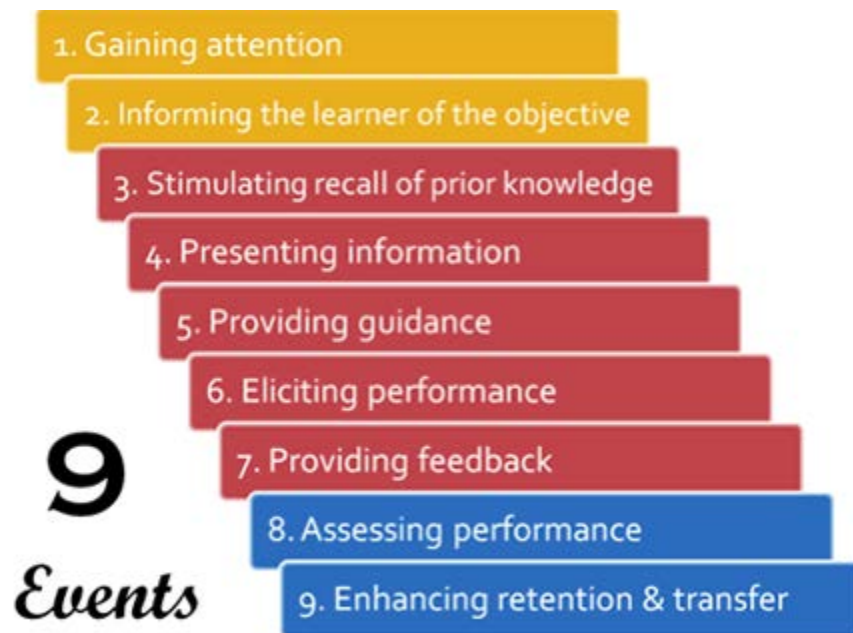 1. Gaining attention
2. Informing the learner of the objective
3. Stimulating recall of prior knowledge
4. Presenting information
5. Providing guidance
6. Eliciting performance
7. Providing feedback
8. Assessing performance
9. Enhancing retention & transfer
9
Events